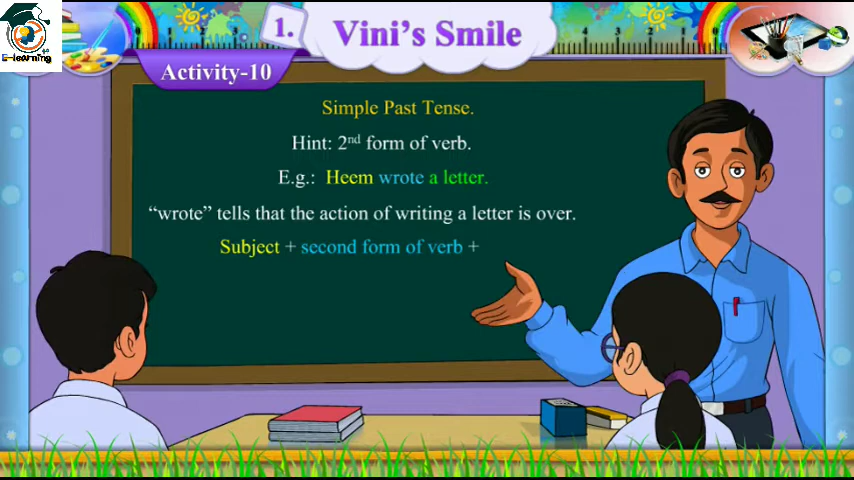 E-learning
1.
Vini's Smile
Activity-10
Simple Past Tense.
Hint: 2nd form of verb.
E.g.: Heem wrote a letter.
“wrote” tells that the action of writing a letter is over.
Subject + second form of verb +